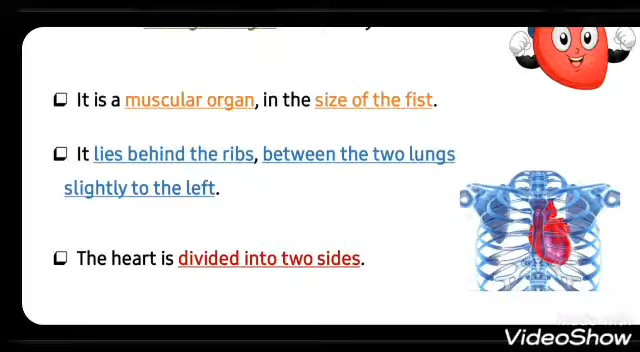 ❑ It is a muscular organ, in the size of the fist.
❑ It lies behind the ribs, between the two lungs
slightly to the left.
❑ The heart is divided into two sides.
VideoShow